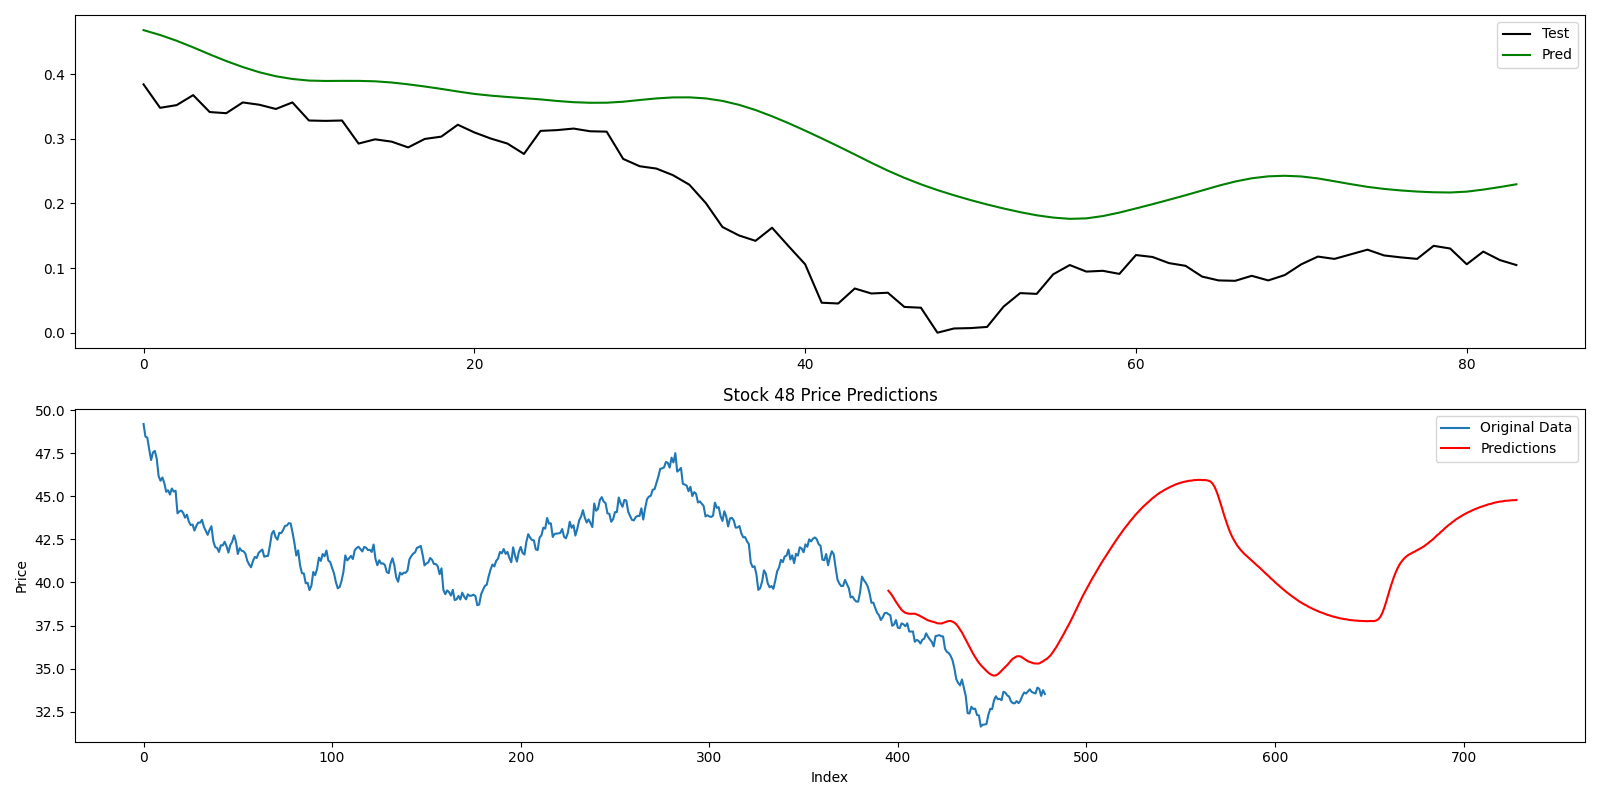 Test
Pred
0.4
0.3
0.2
0.1
0.0
0 20 40 60 80
Stock 48 Price Predictions
Original Data
Predictions
50.0
47.5
45.0
42.5
40.0
37.5
35.0
32.5
Price
0 100 200 300 400 500 600 700
Index